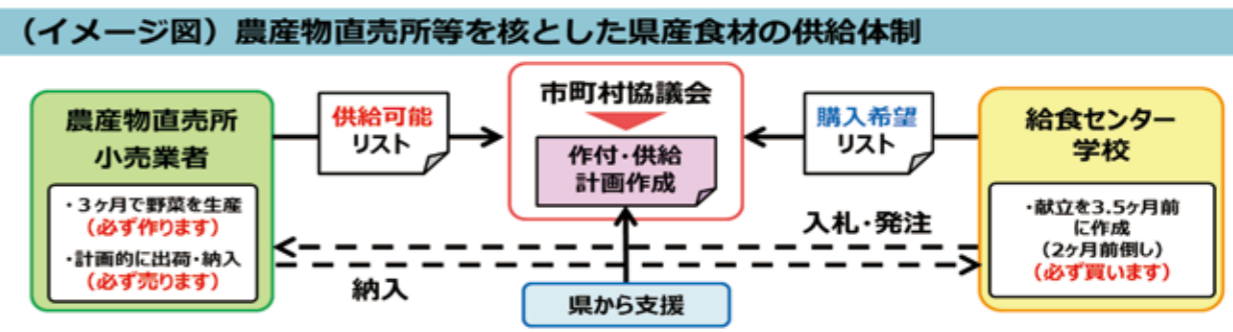 （イメージ図）農産物直売所等を核とした県産食材の供給体制
農産物直売所
小売業者
・3ヶ月で野菜を生産
（必ず作ります）
・計画的に出荷・納入
（必ず売ります）
供給可能
リスト
市町村協議会
作付・供給
計画作成
購入希望
リスト
給食センター
学校
・献立を3.5ヶ月前
に作成
（2ヶ月前倒し）
（必ず買います）
入札・発注
納入
県から支援